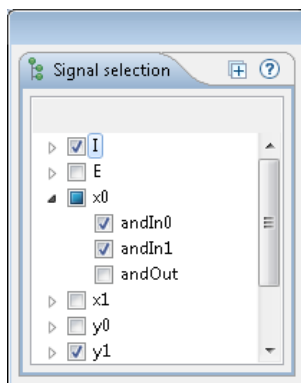 Signal selection
I
E
x0
andIn0
andIn1
andOut
x1
y0
y1